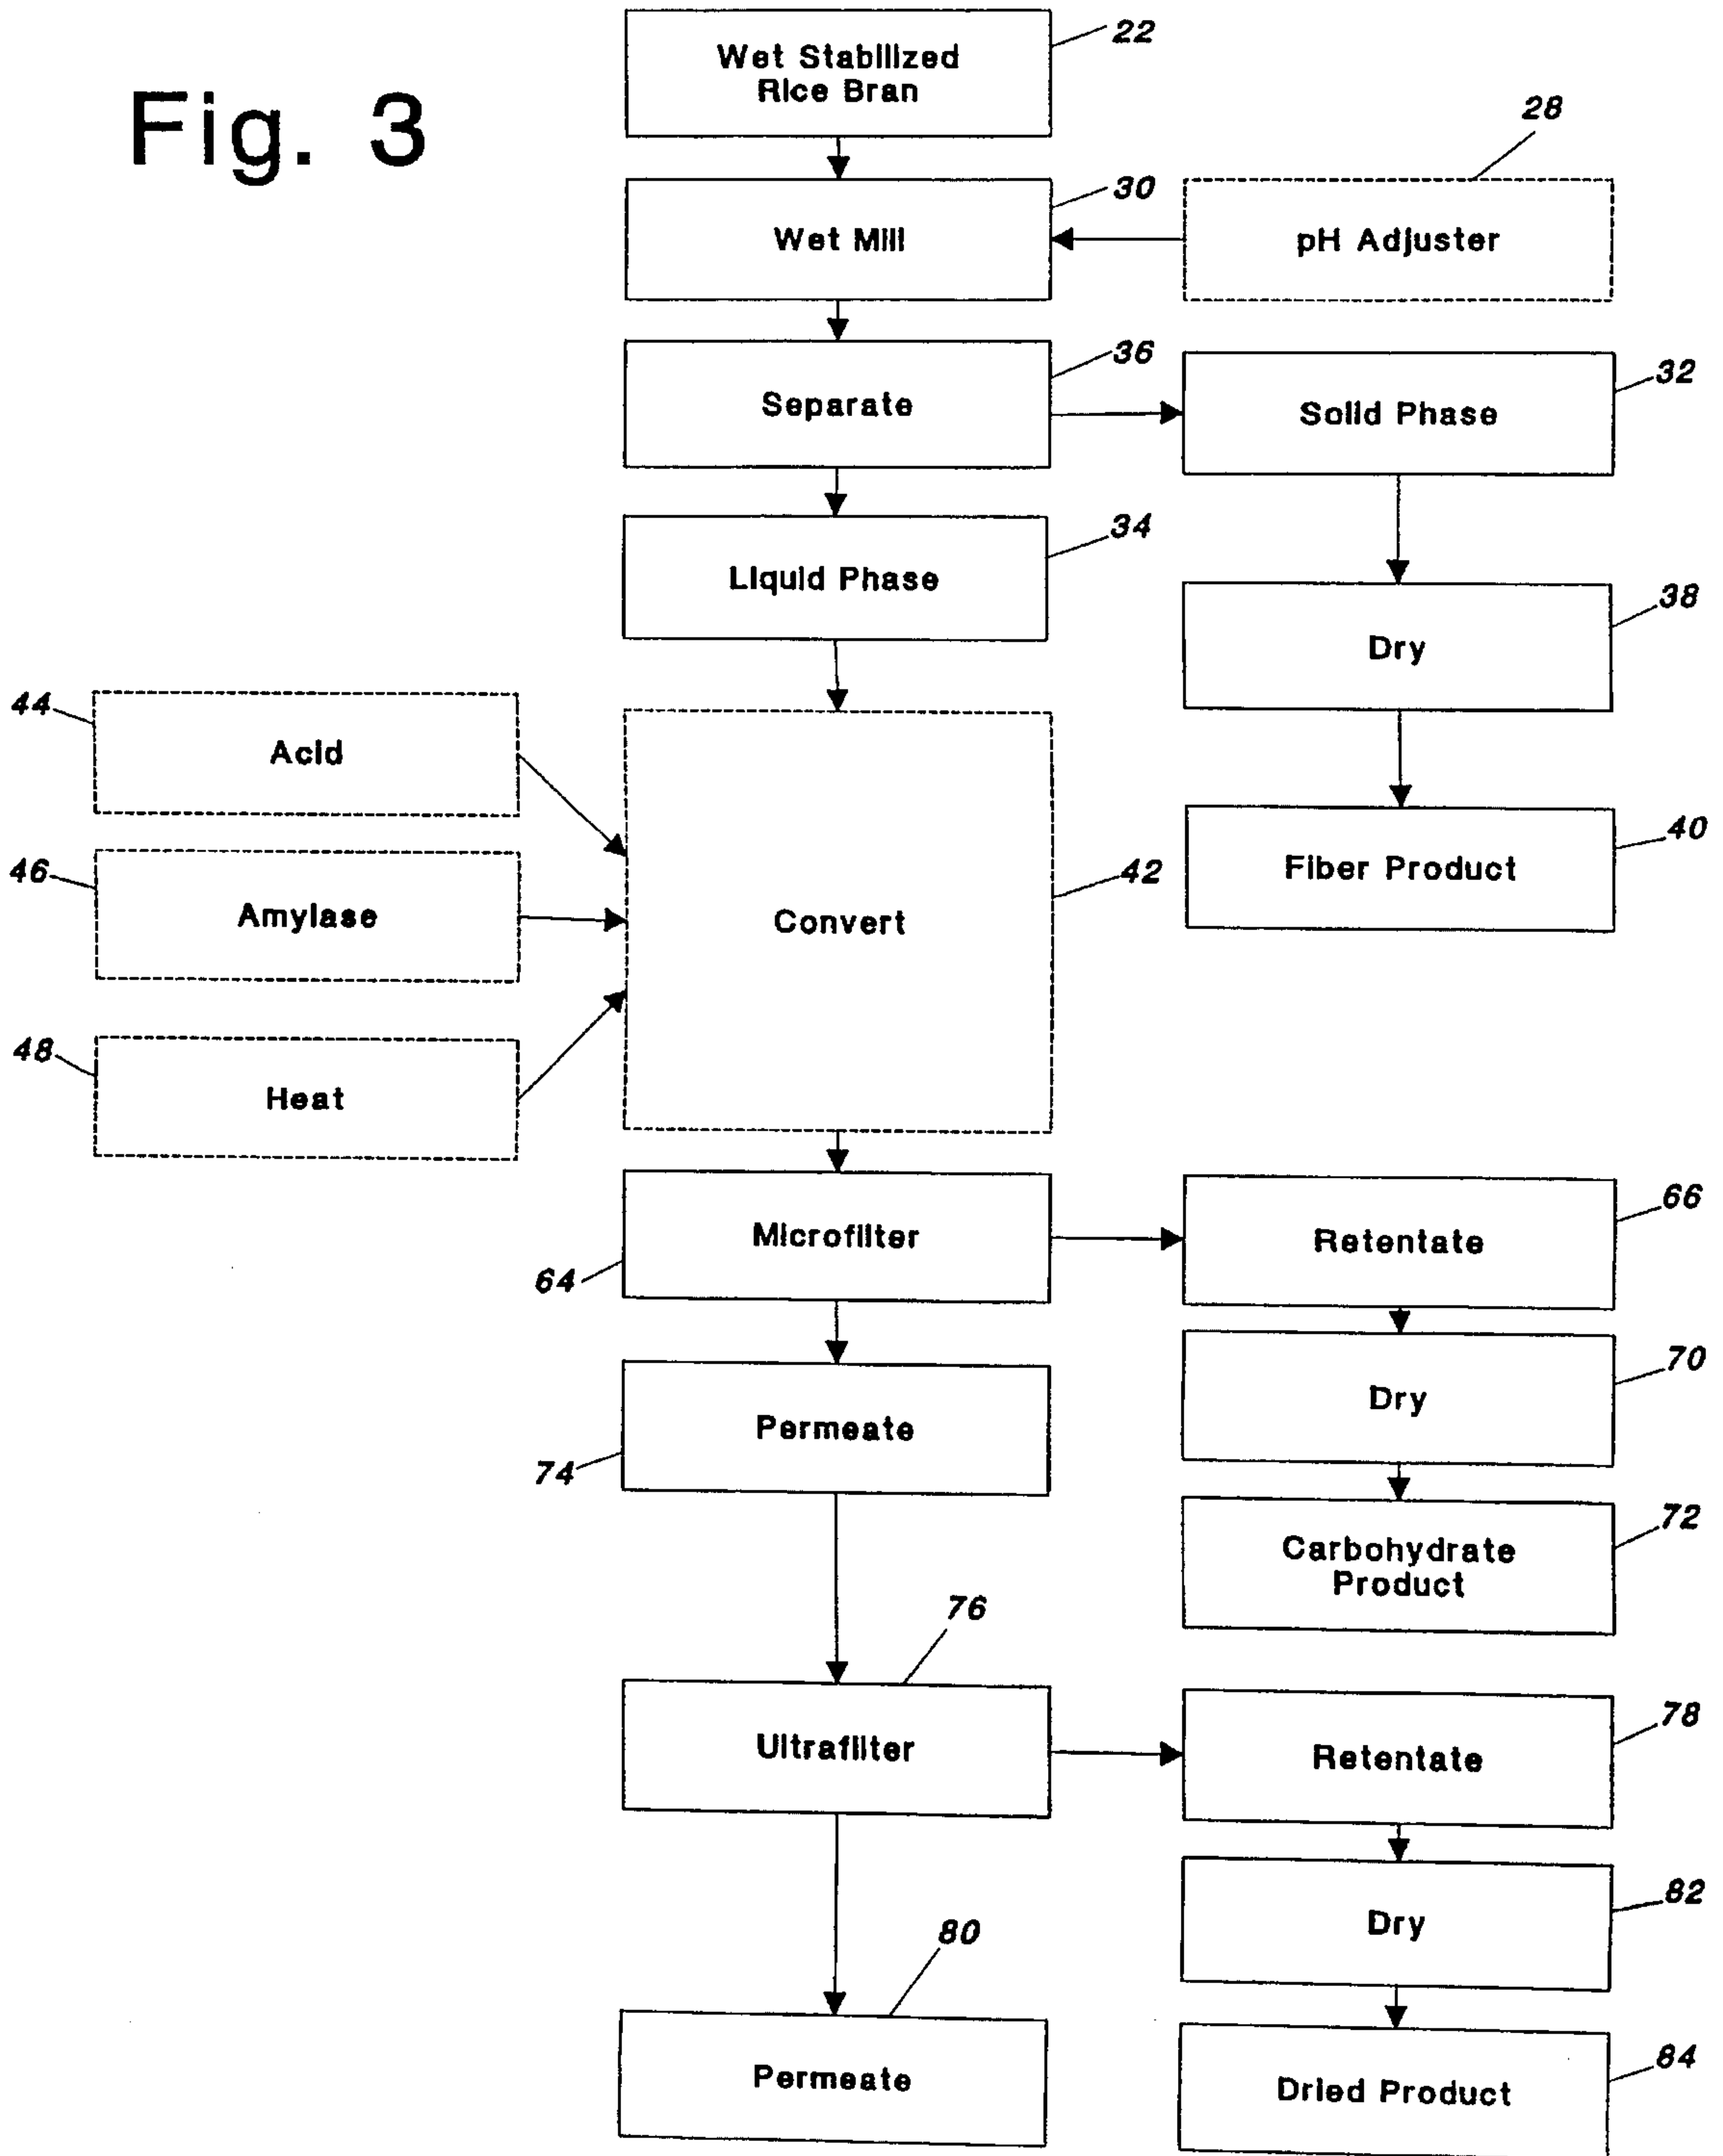 Fig. 3
Wet Stabilized
Rice Bran
22
28
Wet Mill
30
pH Adjuster
Separate
36
Solid Phase
32
Liquid Phase
34
Dry
38
44
Acid
46
Amylase
Convert
42
Fiber Product
40
48
Heat
Microfilter
64
Retentate
66
Dry
70
Permeate
74
Carbohydrate
Product
72
76
Ultrafilter
Retentate
78
Dry
82
80
Permeate
Dried Product
84